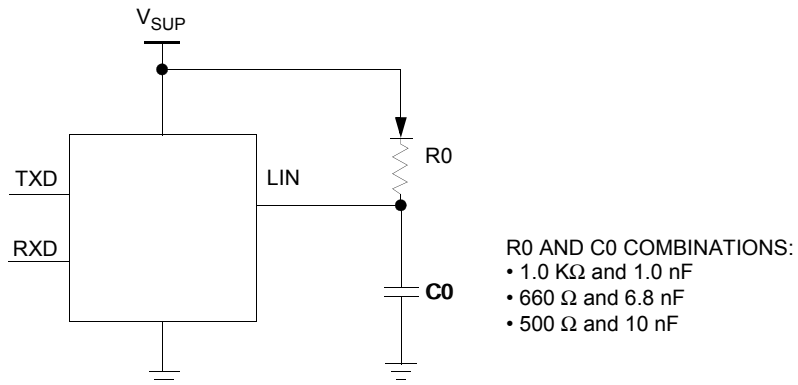 VSUP
R0
TXD
LIN
RXD
R0 AND C0 COMBINATIONS:
• 1.0 KΩ and 1.0 nF
C0
• 660 Ω and 6.8 nF
• 500 Ω and 10 nF